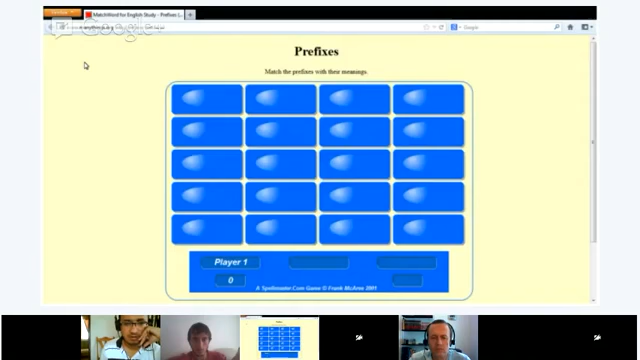 MatchWord for English Study - Prefixes (...
Google
Prefixes
Match the prefixes with their meanings.
Player 1
0
A Spellmaster.Com Game © Frank McAree 2001